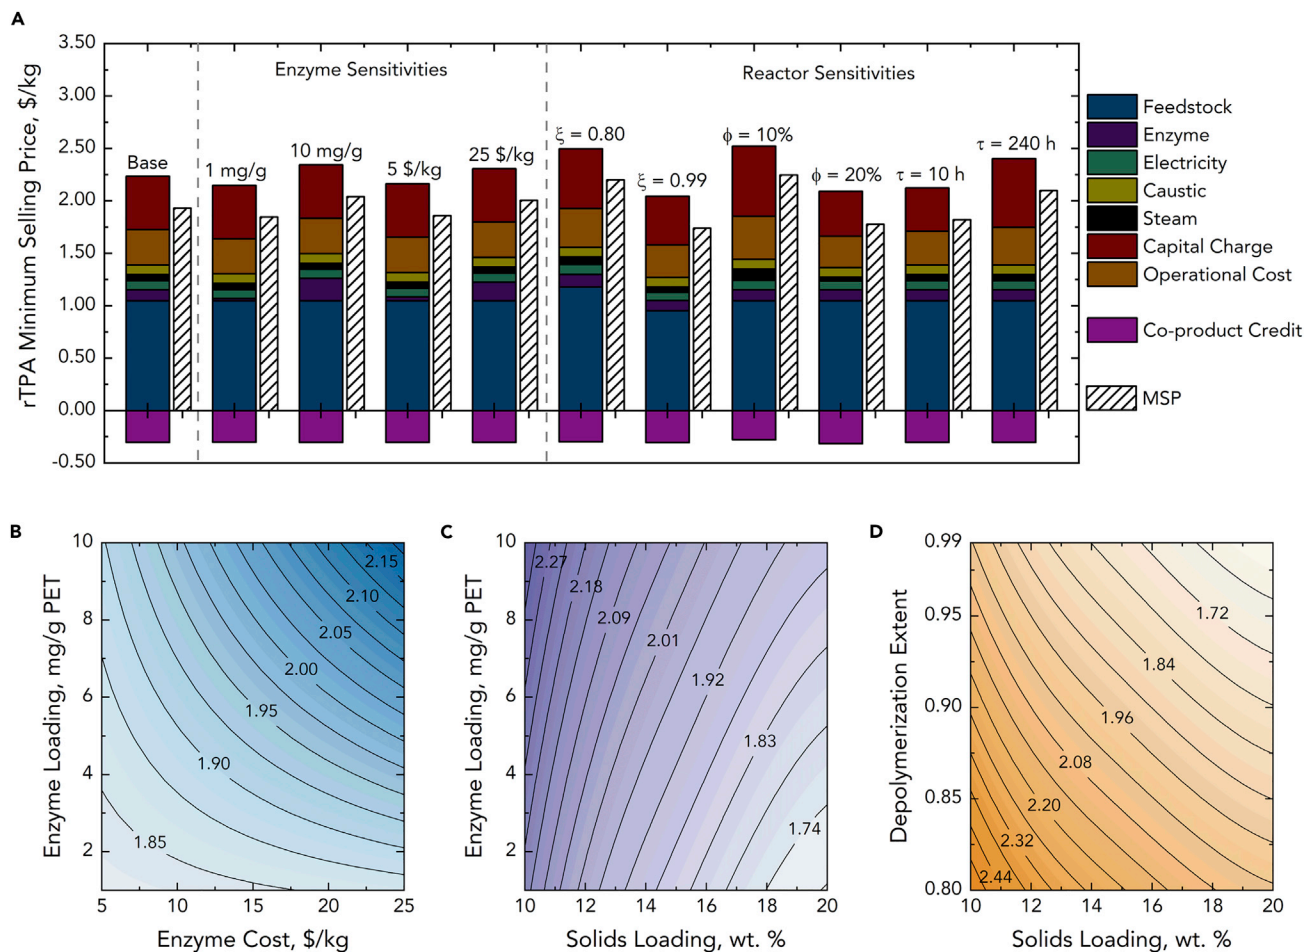 A
rTPA Minimum Selling Price, $/kg
3.50
3.00
2.50
2.00
1.50
1.00
0.50
0.00
-0.50
Enzyme Sensitivities
Reactor Sensitivities
Base
1 mg/g
10 mg/g
5 $/kg
25 $/kg
ξ = 0.80
ξ = 0.99
ϕ = 10%
ϕ = 20%
τ = 10 h
τ = 240 h
Feedstock
Enzyme
Electricity
Caustic
Steam
Capital Charge
Operational Cost
Co-product Credit
MSP
B
Enzyme Loading, mg/g PET
10
8
6
4
2
2.15
2.10
2.05
2.00
1.95
1.90
1.85
5 10 15 20 25
Enzyme Cost, $/kg
C
Enzyme Loading, mg/g PET
10
8
6
4
2
2.27
2.18
2.09
2.01
1.92
1.83
1.74
10 12 14 16 18 20
Solids Loading, wt. %
D
Depolymerization Extent
0.99
0.95
0.90
0.85
0.80
1.72
1.84
1.96
2.08
2.20
2.32
2.44
10 12 14 16 18 20
Solids Loading, wt. %